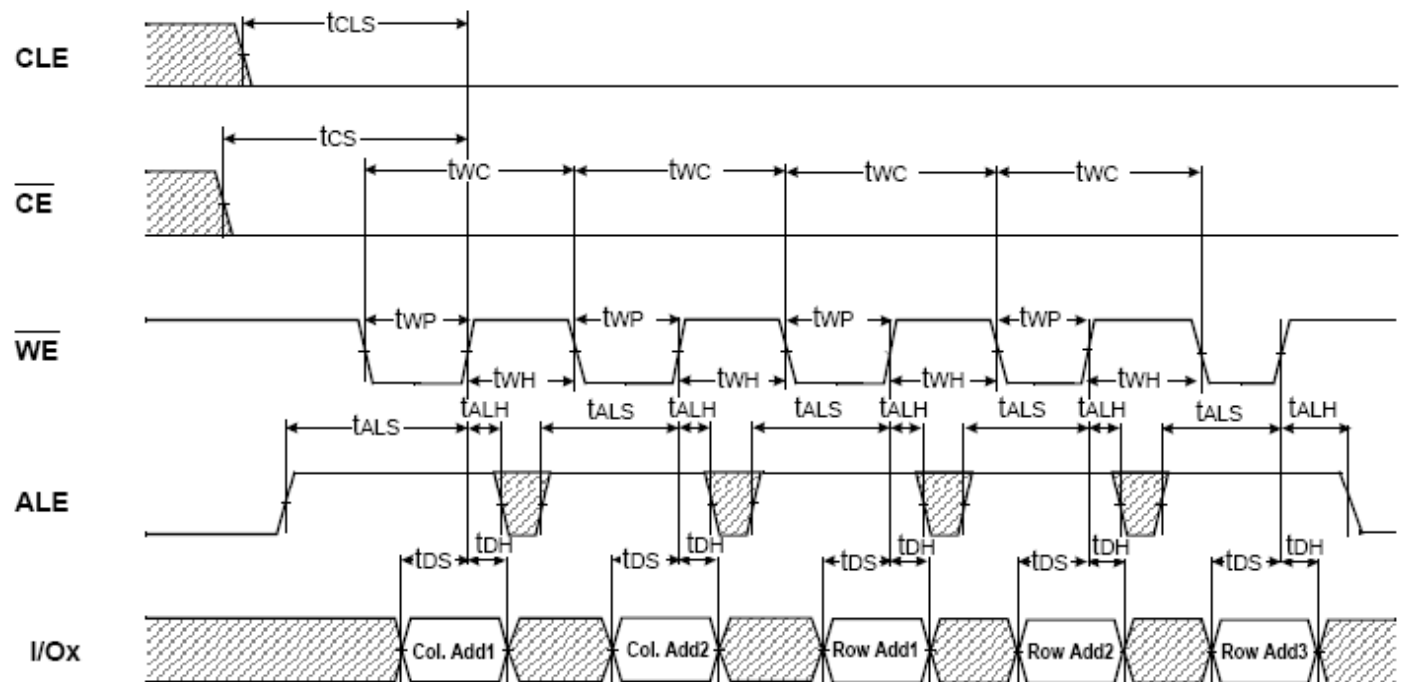 CLE
tCLS
CE
tCS
tWC tWC tWC tWC
WE
tWP tWP tWP tWP
tWH tWH tWH tWH
ALE
tALS tALH tALS tALH tALS tALH tALS tALH tALS tALH
tDS tDH tDS tDH tDS tDH tDS tDH tDS tDH
I/Ox
Col. Add1 Col. Add2 Row Add1 Row Add2 Row Add3